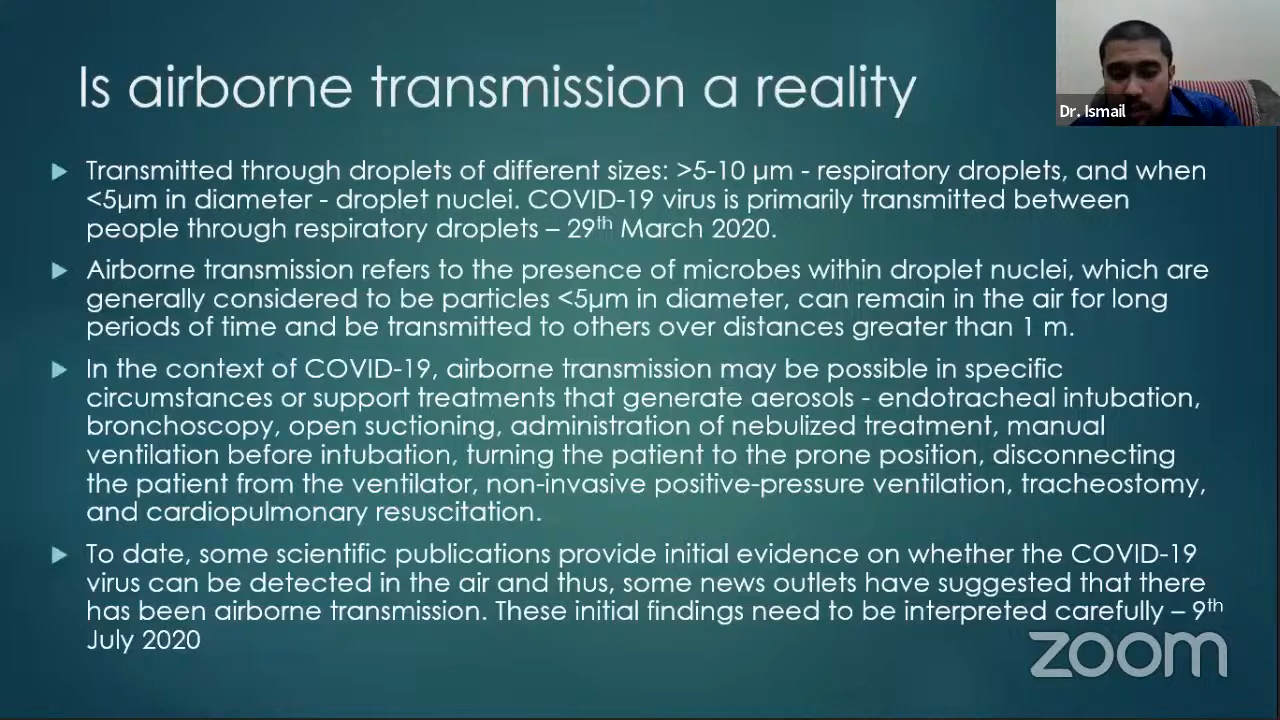 Is airborne transmission a reality
Dr. Ismail
Transmitted through droplets of different sizes: >5-10 µm - respiratory droplets, and when
<5µm in diameter - droplet nuclei. COVID-19 virus is primarily transmitted between
people through respiratory droplets – 29th March 2020.
Airborne transmission refers to the presence of microbes within droplet nuclei, which are
generally considered to be particles <5µm in diameter, can remain in the air for long
periods of time and be transmitted to others over distances greater than 1 m.
In the context of COVID-19, airborne transmission may be possible in specific
circumstances or support treatments that generate aerosols - endotracheal intubation,
bronchoscopy, open suctioning, administration of nebulized treatment, manual
ventilation before intubation, turning the patient to the prone position, disconnecting
the patient from the ventilator, non-invasive positive-pressure ventilation, tracheostomy,
and cardiopulmonary resuscitation.
To date, some scientific publications provide initial evidence on whether the COVID-19
virus can be detected in the air and thus, some news outlets have suggested that there
has been airborne transmission. These initial findings need to be interpreted carefully – 9th
July 2020
zoom